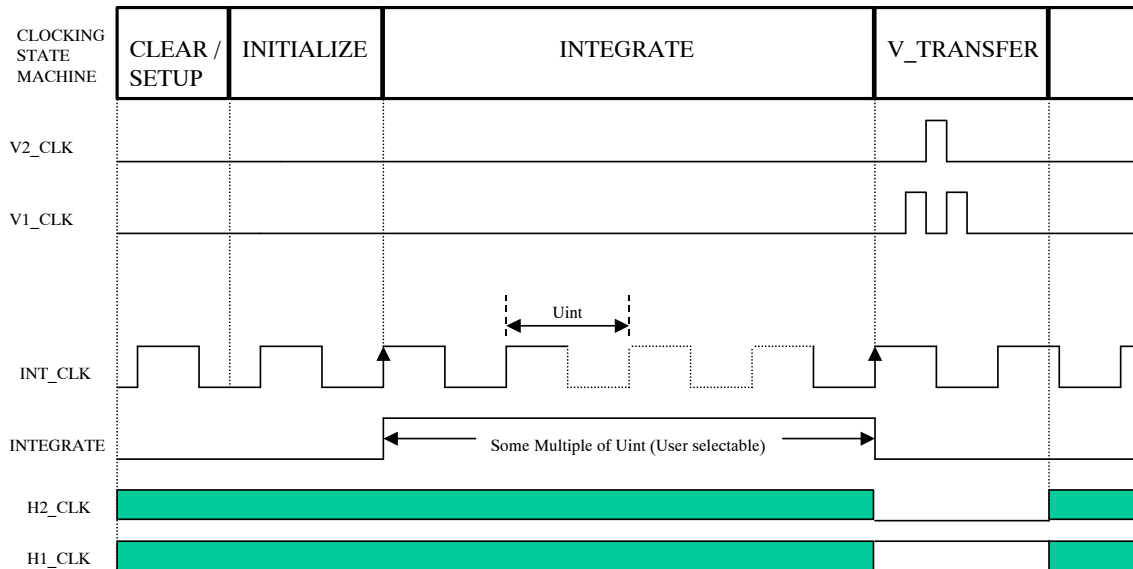 CLOCKING
STATE
MACHINE
CLEAR /
SETUP
INITIALIZE
INTEGRATE
V_TRANSFER
V2_CLK
V1_CLK
Uint
INT_CLK
INTEGRATE
Some Multiple of Uint (User selectable)
H2_CLK
H1_CLK